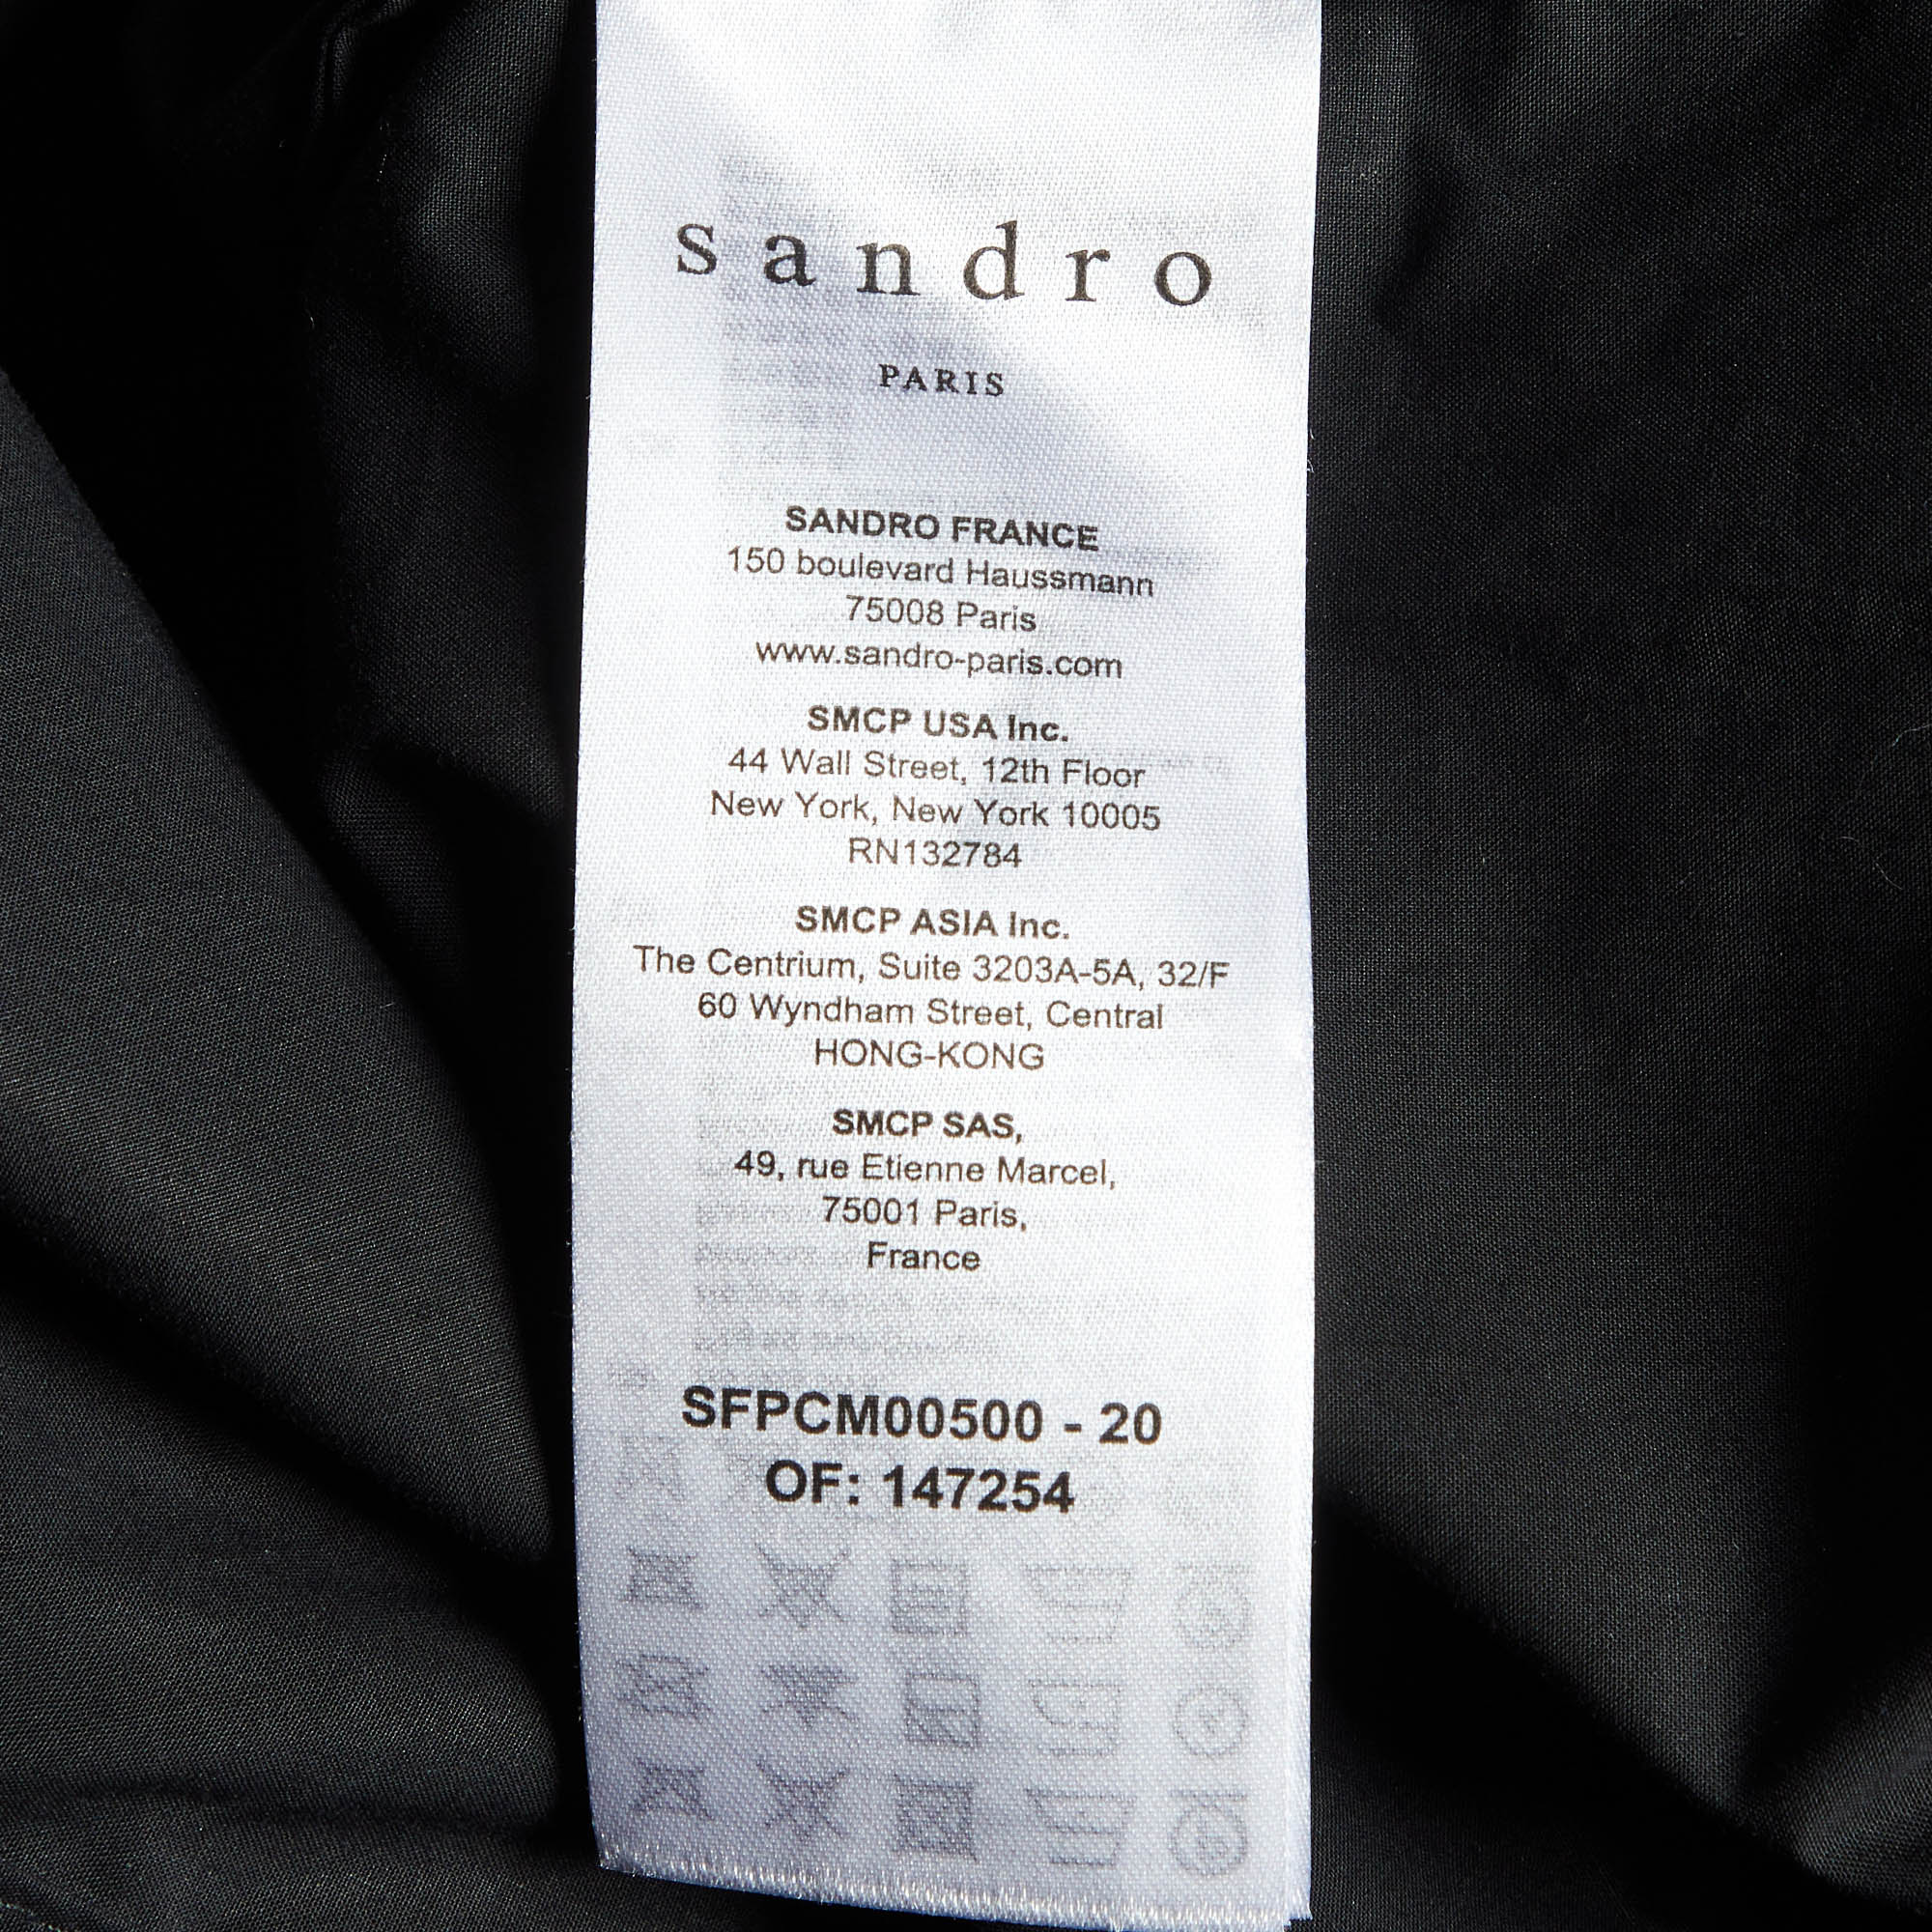 sandro
PARIS
SANDRO FRANCE
150 boulevard Haussmann
75008 Paris
www.sandro-paris.com
SMCP USA Inc.
44 Wall Street, 12th Floor
New York, New York 10005
RN132784
SMCP ASIA Inc.
The Centrium, Suite 3203A-5A, 32/F
60 Wyndham Street, Central
HONG-KONG
SMCP SAS,
49, rue Etienne Marcel,
75001 Paris,
France
SFPCM00500 - 20
OF: 147254